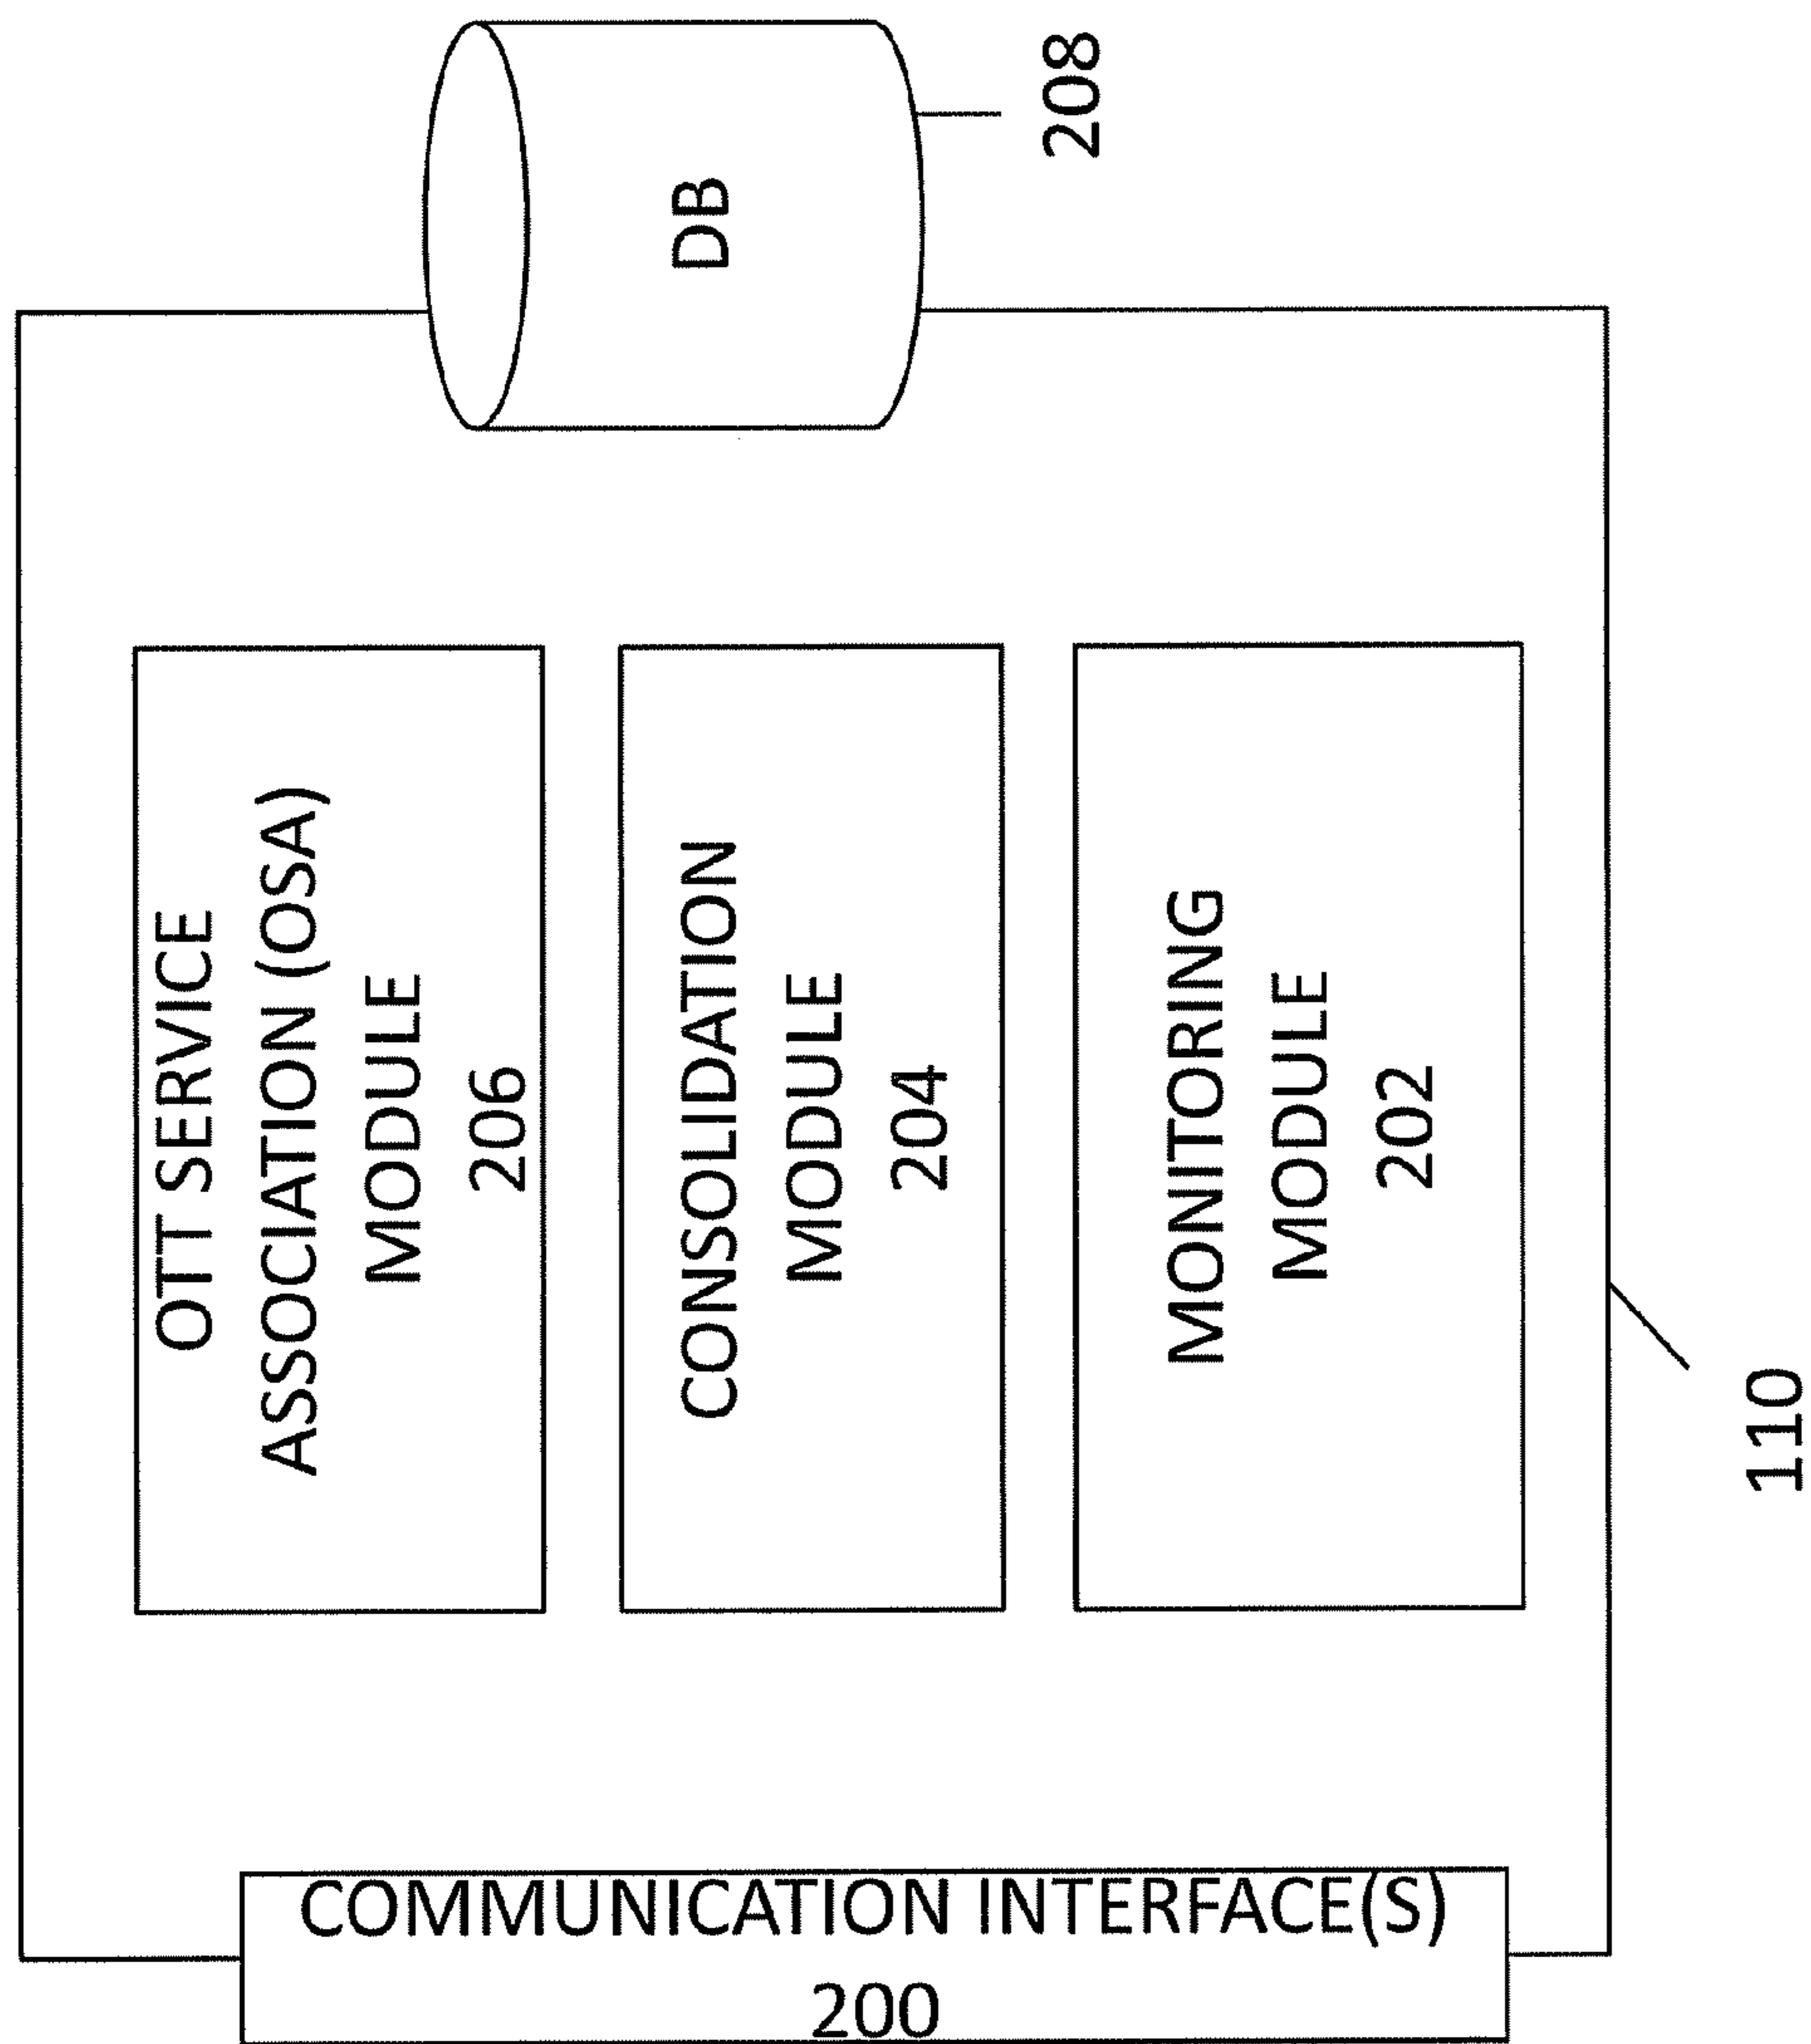 OTT SERVICE
ASSOCIATION (OSA)
MODULE
206
CONSOLIDATION
MODULE
204
MONITORING
MODULE
202
DB
208
COMMUNICATION INTERFACE(S)
200
110